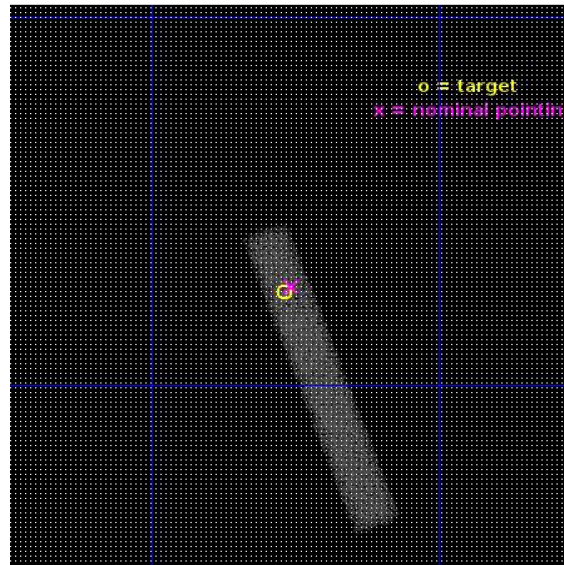 o = target
x = nominal pointin